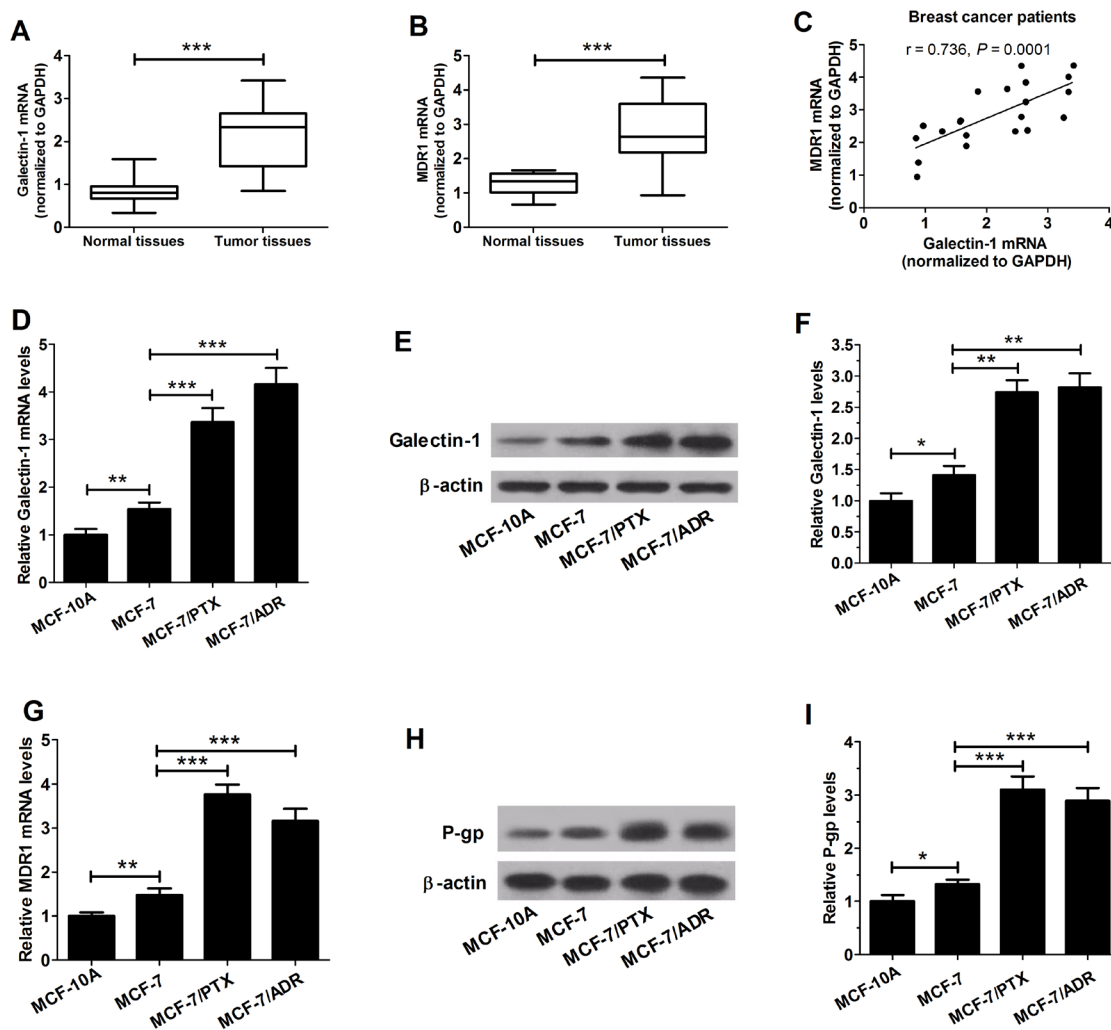 A
Galectin-1 mRNA
(normalized to GAPDH)
4
3
2
1
0
***
Normal tissues
Tumor tissues
B
MDR1 mRNA
(normalized to GAPDH)
5
4
3
2
1
0
***
Normal tissues
Tumor tissues
C
Breast cancer patients
r = 0.736, P = 0.0001
MDR1 mRNA
(normalized to GAPDH)
5
4
3
2
1
0
0
1
2
3
4
Galectin-1 mRNA
(normalized to GAPDH)
D
Relative Galectin-1 mRNA levels
5
4
3
2
1
0
**
***
***
MCF-10A
MCF-7
MCF-7/PTX
MCF-7/ADR
E
Galectin-1
β-actin
MCF-10A
MCF-7
MCF-7/PTX
MCF-7/ADR
F
Relative Galectin-1 levels
3.5
3.0
2.5
2.0
1.5
1.0
0.5
0.0
*
**
**
MCF-10A
MCF-7
MCF-7/PTX
MCF-7/ADR
G
Relative MDR1 mRNA levels
5
4
3
2
1
0
**
***
***
MCF-10A
MCF-7
MCF-7/PTX
MCF-7/ADR
H
P-gp
β-actin
MCF-10A
MCF-7
MCF-7/PTX
MCF-7/ADR
I
Relative P-gp levels
4
3
2
1
0
*
***
***
MCF-10A
MCF-7
MCF-7/PTX
MCF-7/ADR